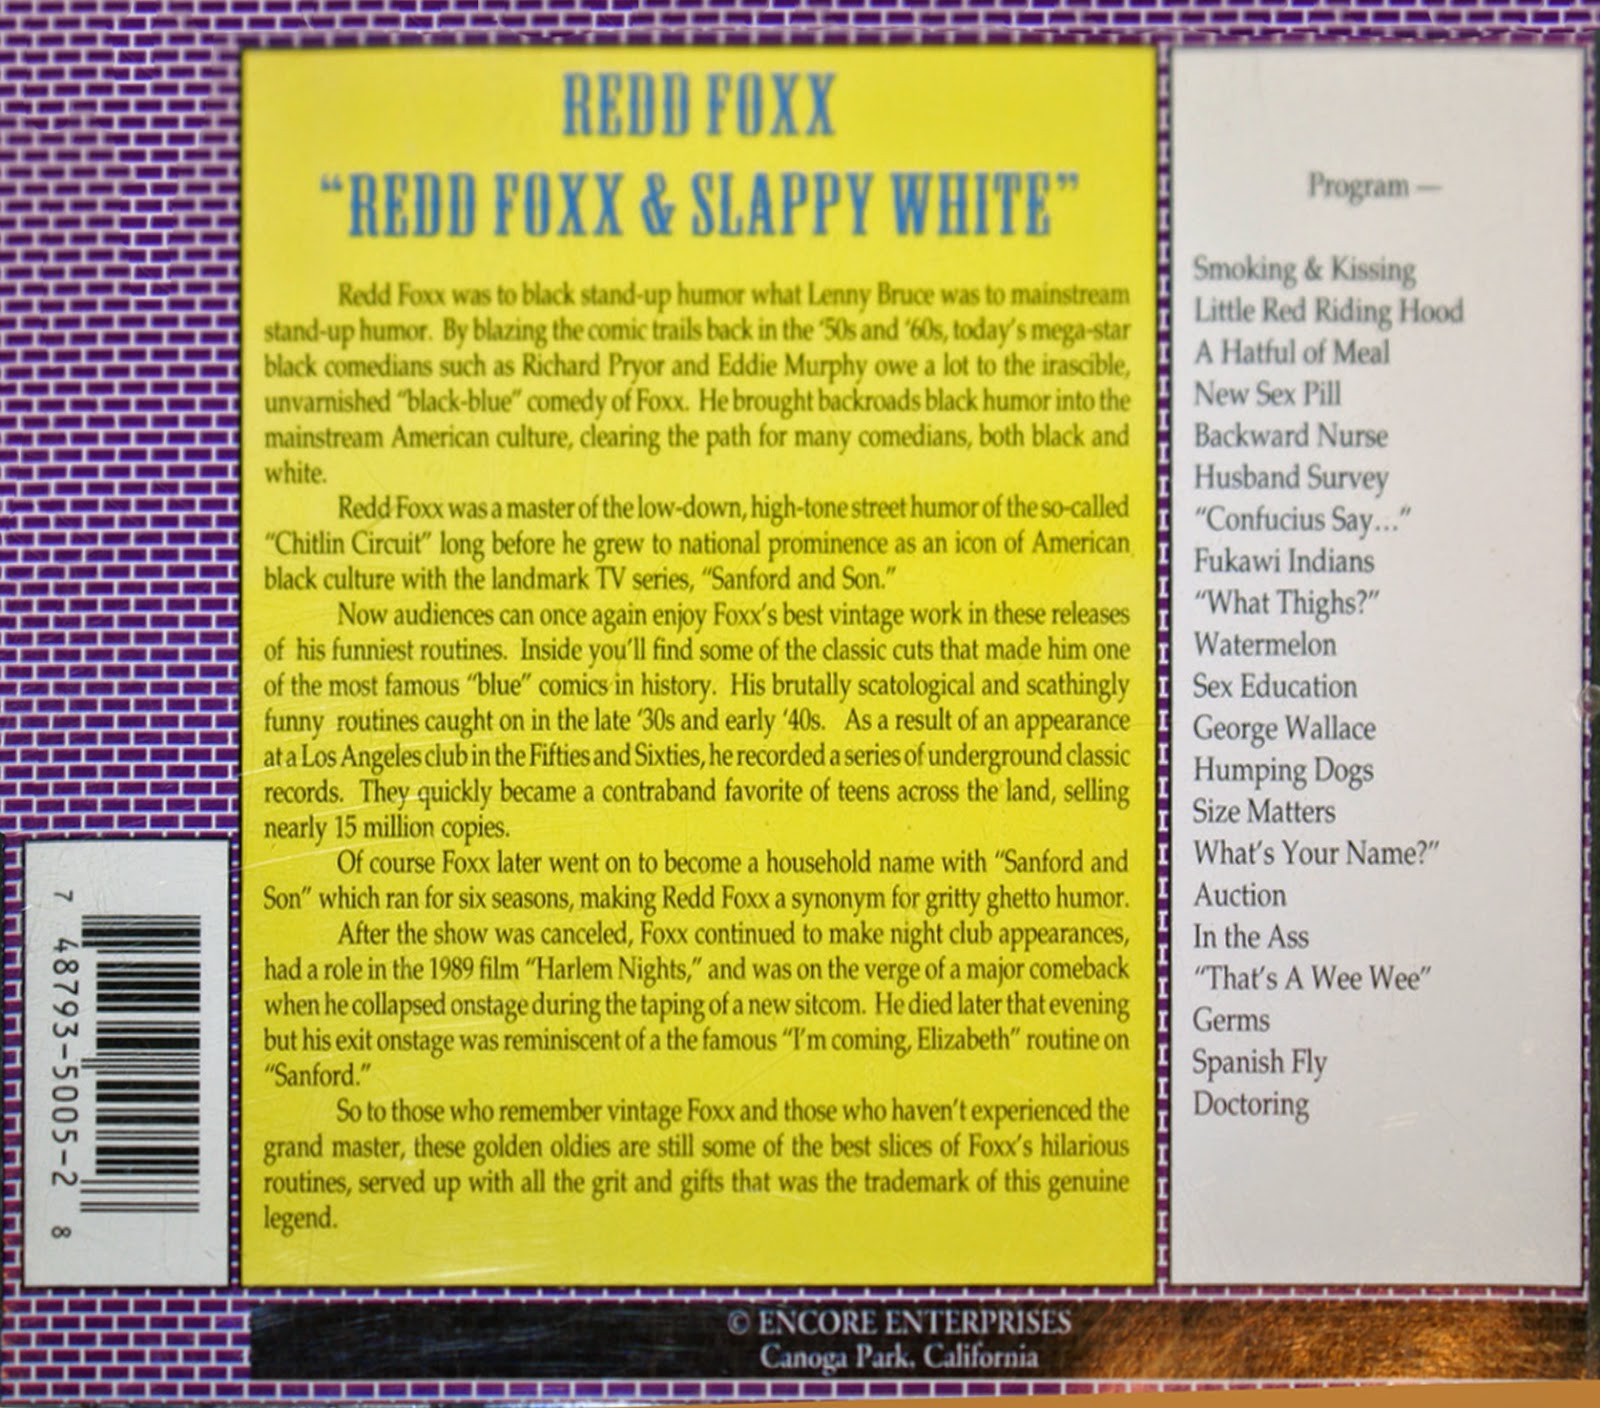 REDD FOXX
“REDD FOXX & SLAPPY WHITE”
Redd Foxx was to black stand-up humor what Lenny Bruce was to mainstream
stand-up humor. By blazing the comic trails back in the ‘50s and ‘60s, today’s mega-star
black comedians such as Richard Pryor and Eddie Murphy owe a lot to the irascible,
unvarnished “black-blue” comedy of Foxx. He brought backroads black humor into the
mainstream American culture, clearing the path for many comedians, both black and
white.
Redd Foxx was a master of the low-down, high-tone street humor of the so-called
“Chitlin Circuit” long before he grew to national prominence as an icon of American
black culture with the landmark TV series, “Sanford and Son.”
Now audiences can once again enjoy Foxx’s best vintage work in these releases
of his funniest routines. Inside you’ll find some of the classic cuts that made him one
of the most famous “blue” comics in history. His brutally scatological and scathingly
funny routines caught on in the late ‘30s and early ‘40s. As a result of an appearance
at a Los Angeles club in the Fifties and Sixties, he recorded a series of underground classic
records. They quickly became a contraband favorite of teens across the land, selling
nearly 15 million copies.
Of course Foxx later went on to become a household name with “Sanford and
Son” which ran for six seasons, making Redd Foxx a synonym for gritty ghetto humor.
After the show was canceled, Foxx continued to make night club appearances,
had a role in the 1989 film “Harlem Nights,” and was on the verge of a major comeback
when he collapsed onstage during the taping of a new sitcom. He died later that evening
but his exit onstage was reminiscent of a the famous “I’m coming, Elizabeth” routine on
“Sanford.”
So to those who remember vintage Foxx and those who haven’t experienced the
grand master, these golden oldies are still some of the best slices of Foxx’s hilarious
routines, served up with all the grit and gifts that was the trademark of this genuine
legend.
Program —
Smoking & Kissing
Little Red Riding Hood
A Hatful of Meal
New Sex Pill
Backward Nurse
Husband Survey
“Confucius Say...”
Fukawi Indians
“What Thighs?”
Watermelon
Sex Education
George Wallace
Humping Dogs
Size Matters
What’s Your Name?”
Auction
In the Ass
“That’s A Wee Wee”
Germs
Spanish Fly
Doctoring
7 48793-5005-2 8
© ENCORE ENTERPRISES
Canoga Park. California